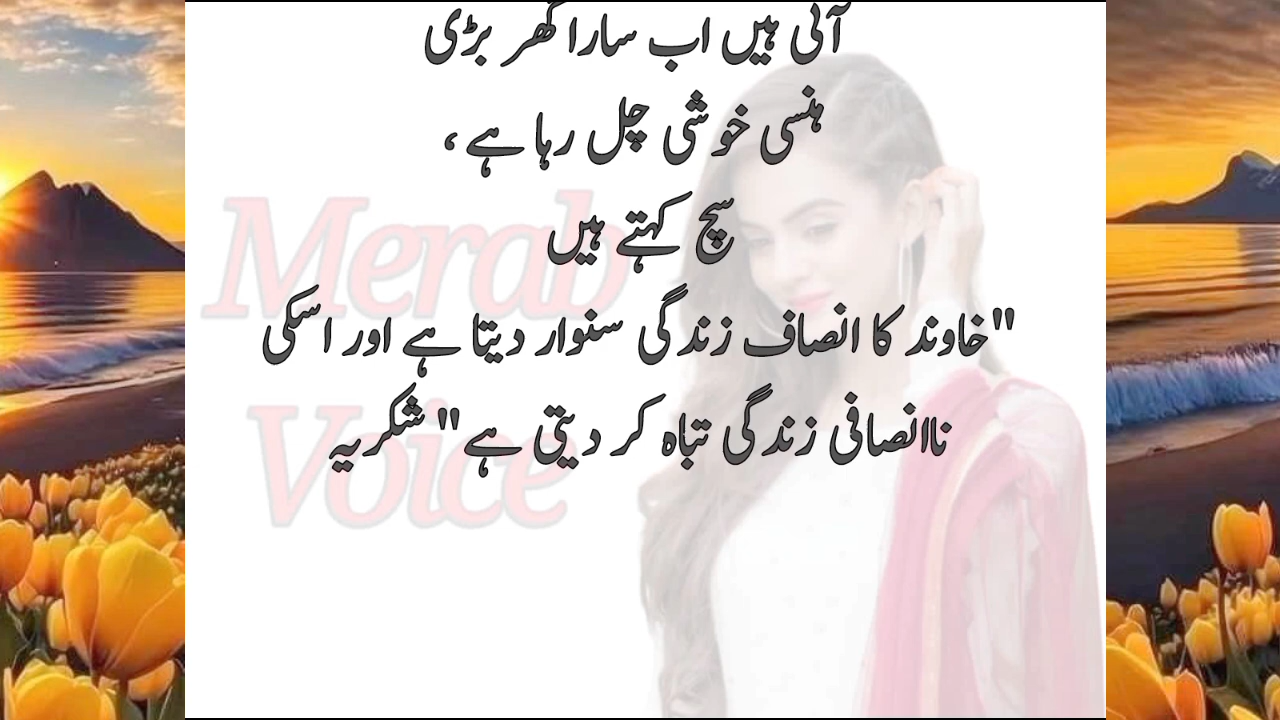 آئی ہیں اب سارا گھر بڑی
ہنسی خوشی چل رہا ہے ،
سچ کہتے ہیں
"خاوند کا انصاف زندگی سنوار دیتا ہے اور اسکی
ناانصافی زندگی تباہ کر دیتی ہے" شکریہ
Merab
Voice